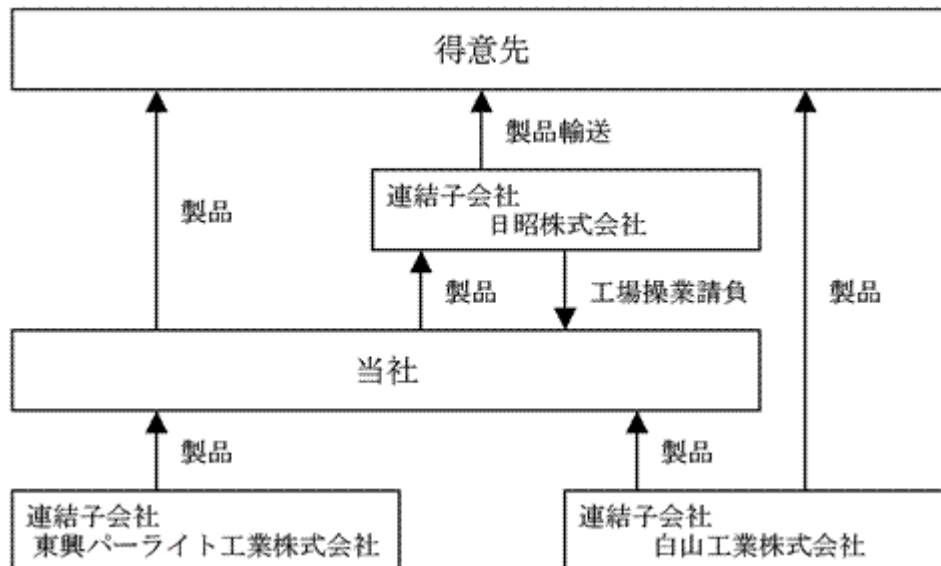 得意先
製品輸送
連結子会社
日昭株式会社
製品
製品
工場操業請負
製品
当社
製品
製品
連結子会社
東興パーライト工業株式会社
連結子会社
白山工業株式会社